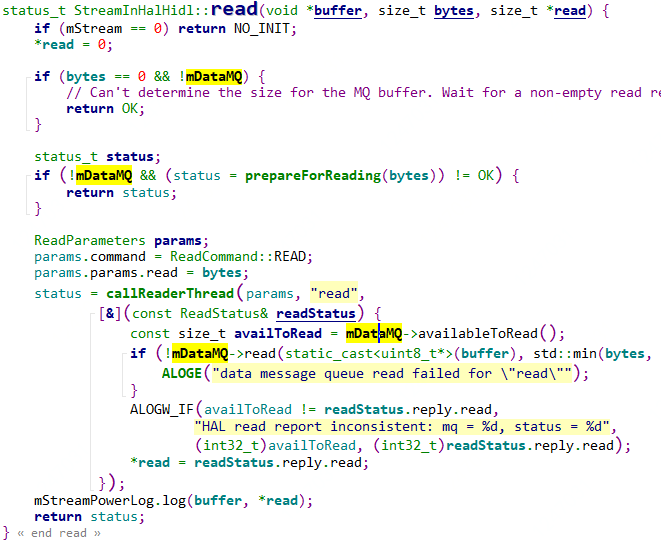 status_t StreamInHalHidl::read(void *buffer, size_t bytes, size_t *read) {
    if (mStream == 0) return NO_INIT;
    *read = 0;

    if (bytes == 0 && !mDataMQ) {
        // Can't determine the size for the MQ buffer. Wait for a non-empty read re
        return OK;
    }

    status_t status;
    if (!mDataMQ && (status = prepareForReading(bytes)) != OK) {
        return status;
    }

    ReadParameters params;
    params.command = ReadCommand::READ;
    params.params.read = bytes;
    status = callReaderThread(params, "read",
            [&](const ReadStatus& readStatus) {
                const size_t availToRead = mDataMQ->availableToRead();
                if (!mDataMQ->read(static_cast<uint8_t*>(buffer), std::min(bytes,
                    ALOGE("data message queue read failed for \"read\"");
                }
                ALOGW_IF(availToRead != readStatus.reply.read,
                        "HAL read report inconsistent: mq = %d, status = %d",
                        (int32_t)availToRead, (int32_t)readStatus.reply.read);
                *read = readStatus.reply.read;
            });
    mStreamPowerLog.log(buffer, *read);
    return status;
} « end read »